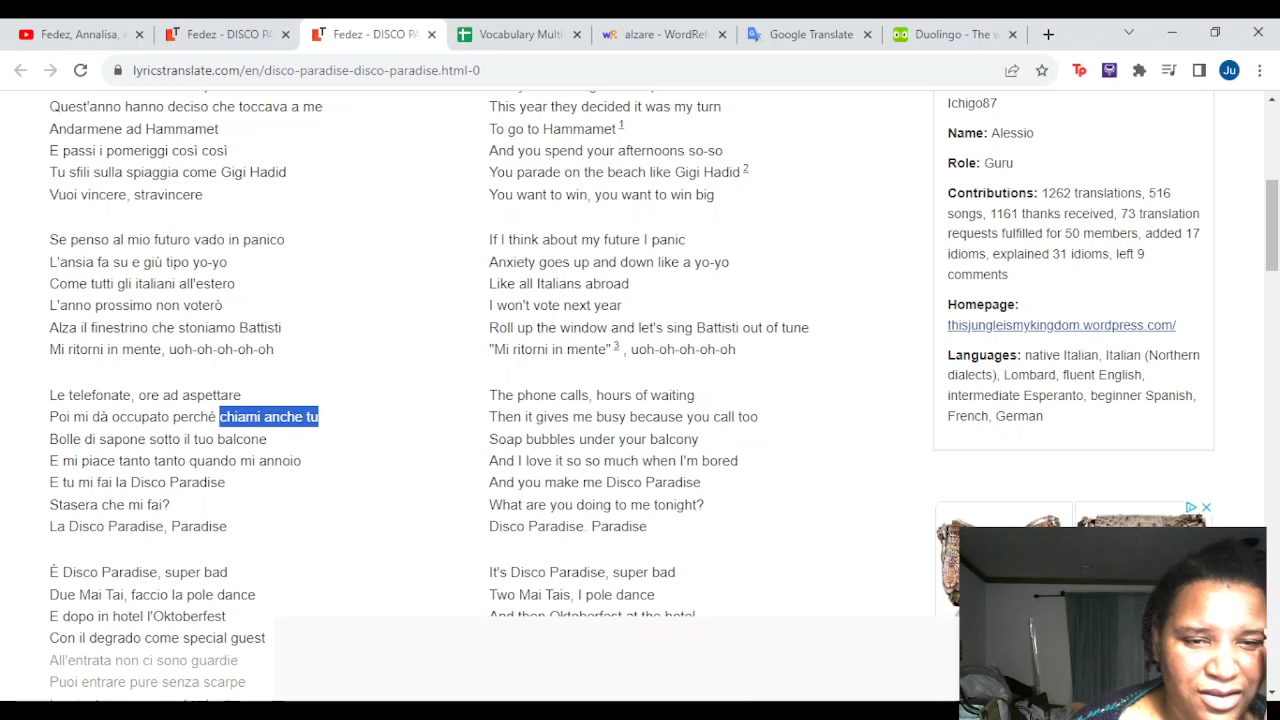 Fedez, Annalisa, A
Fedez - DISCO PA
Fedez - DISCO PA
Vocabulary Multi
alzare - WordRefe
Google Translate
Duolingo - The w
lyricstranslate.com/en/disco-paradise-disco-paradise.html-0
Ju
Quest'anno hanno deciso che toccava a me
Andarmene ad Hammamet
E passi i pomeriggi così così
Tu sfili sulla spiaggia come Gigi Hadid
Vuoi vincere, stravincere
Se penso al mio futuro vado in panico
L'ansia fa su e giù tipo yo-yo
Come tutti gli italiani all'estero
L'anno prossimo non voterò
Alza il finestrino che stoniamo Battisti
Mi ritorni in mente, uoh-oh-oh-oh-oh
Le telefonate, ore ad aspettare
Poi mi dà occupato perché chiami anche tu
Bolle di sapone sotto il tuo balcone
E mi piace tanto tanto quando mi annoio
E tu mi fai la Disco Paradise
Stasera che mi fai?
La Disco Paradise, Paradise
È Disco Paradise, super bad
Due Mai Tai, faccio la pole dance
E dopo in hotel l'Oktoberfest
Con il degrado come special guest
All'entrata non ci sono guardie
Puoi entrare pure senza scarpe
This year they decided it was my turn
To go to Hammamet 1
And you spend your afternoons so-so
You parade on the beach like Gigi Hadid 2
You want to win, you want to win big
If I think about my future I panic
Anxiety goes up and down like a yo-yo
Like all Italians abroad
I won't vote next year
Roll up the window and let's sing Battisti out of tune
"Mi ritorni in mente" 3 , uoh-oh-oh-oh-oh
The phone calls, hours of waiting
Then it gives me busy because you call too
Soap bubbles under your balcony
And I love it so so much when I'm bored
And you make me Disco Paradise
What are you doing to me tonight?
Disco Paradise. Paradise
It's Disco Paradise, super bad
Two Mai Tais, I pole dance
And then Oktoberfest at the hotel
Ichigo87
Name: Alessio
Role: Guru
Contributions: 1262 translations, 516
songs, 1161 thanks received, 73 translation
requests fulfilled for 50 members, added 17
idioms, explained 31 idioms, left 9
comments
Homepage:
thisjungleismykingdom.wordpress.com/
Languages: native Italian, Italian (Northern
dialects), Lombard, fluent English,
intermediate Esperanto, beginner Spanish,
French, German